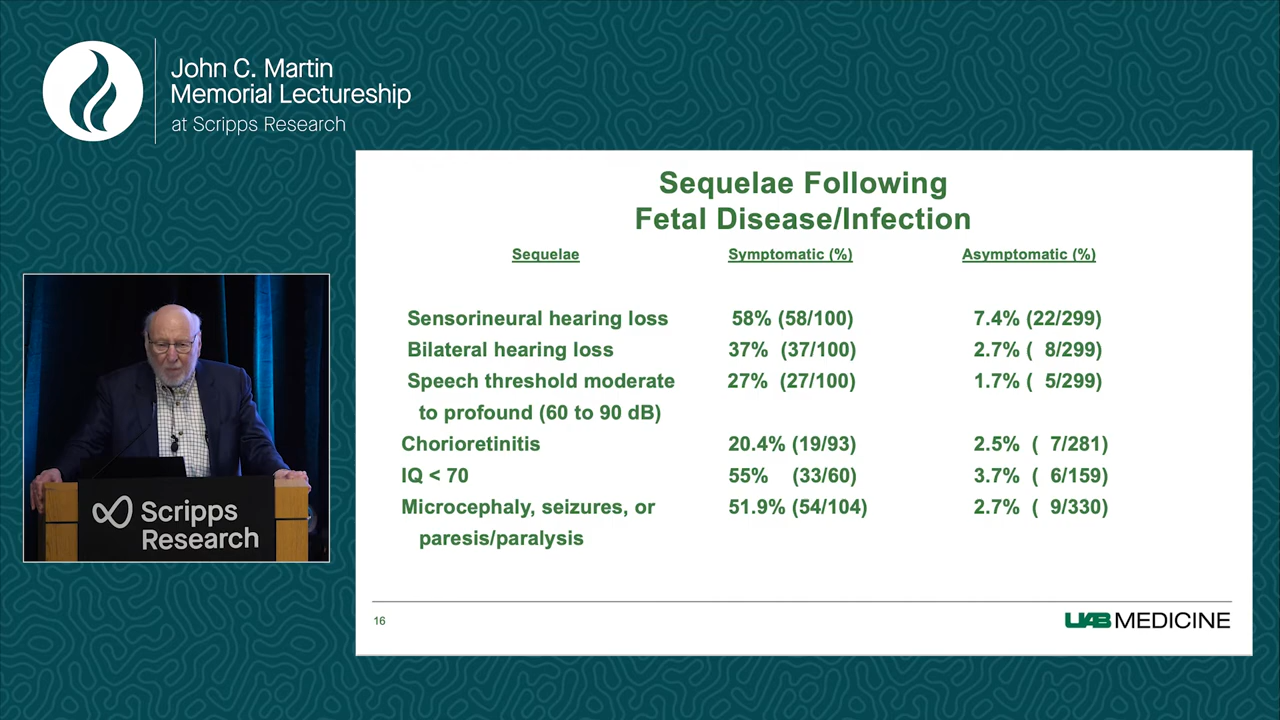 John C. Martin
Memorial Lectureship
at Scripps Research
Sequelae Following
Fetal Disease/Infection
Sequelae Symptomatic (%) Asymptomatic (%)
Sensorineural hearing loss 58% (58/100) 7.4% (22/299)
Bilateral hearing loss 37% (37/100) 2.7% ( 8/299)
Speech threshold moderate 27% (27/100) 1.7% ( 5/299)
to profound (60 to 90 dB)
Chorioretinitis 20.4% (19/93) 2.5% ( 7/281)
IQ < 70 55% (33/60) 3.7% ( 6/159)
Microcephaly, seizures, or 51.9% (54/104) 2.7% ( 9/330)
paresis/paralysis
16
UAB MEDICINE
Scripps
Research